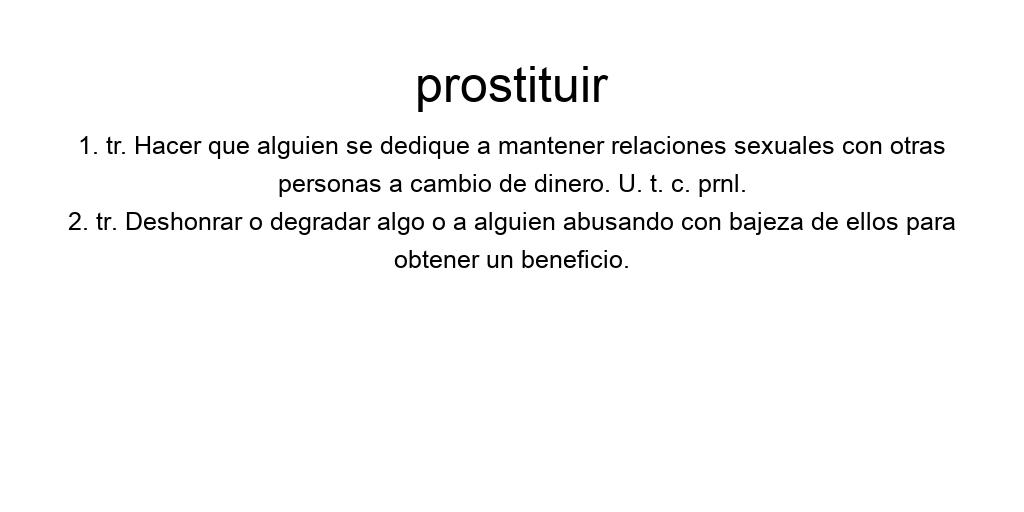 prostituir
1. tr. Hacer que alguien se dedique a mantener relaciones sexuales con otras
personas a cambio de dinero. U. t. c. prnl.
2. tr. Deshonrar o degradar algo o a alguien abusando con bajeza de ellos para
obtener un beneficio.